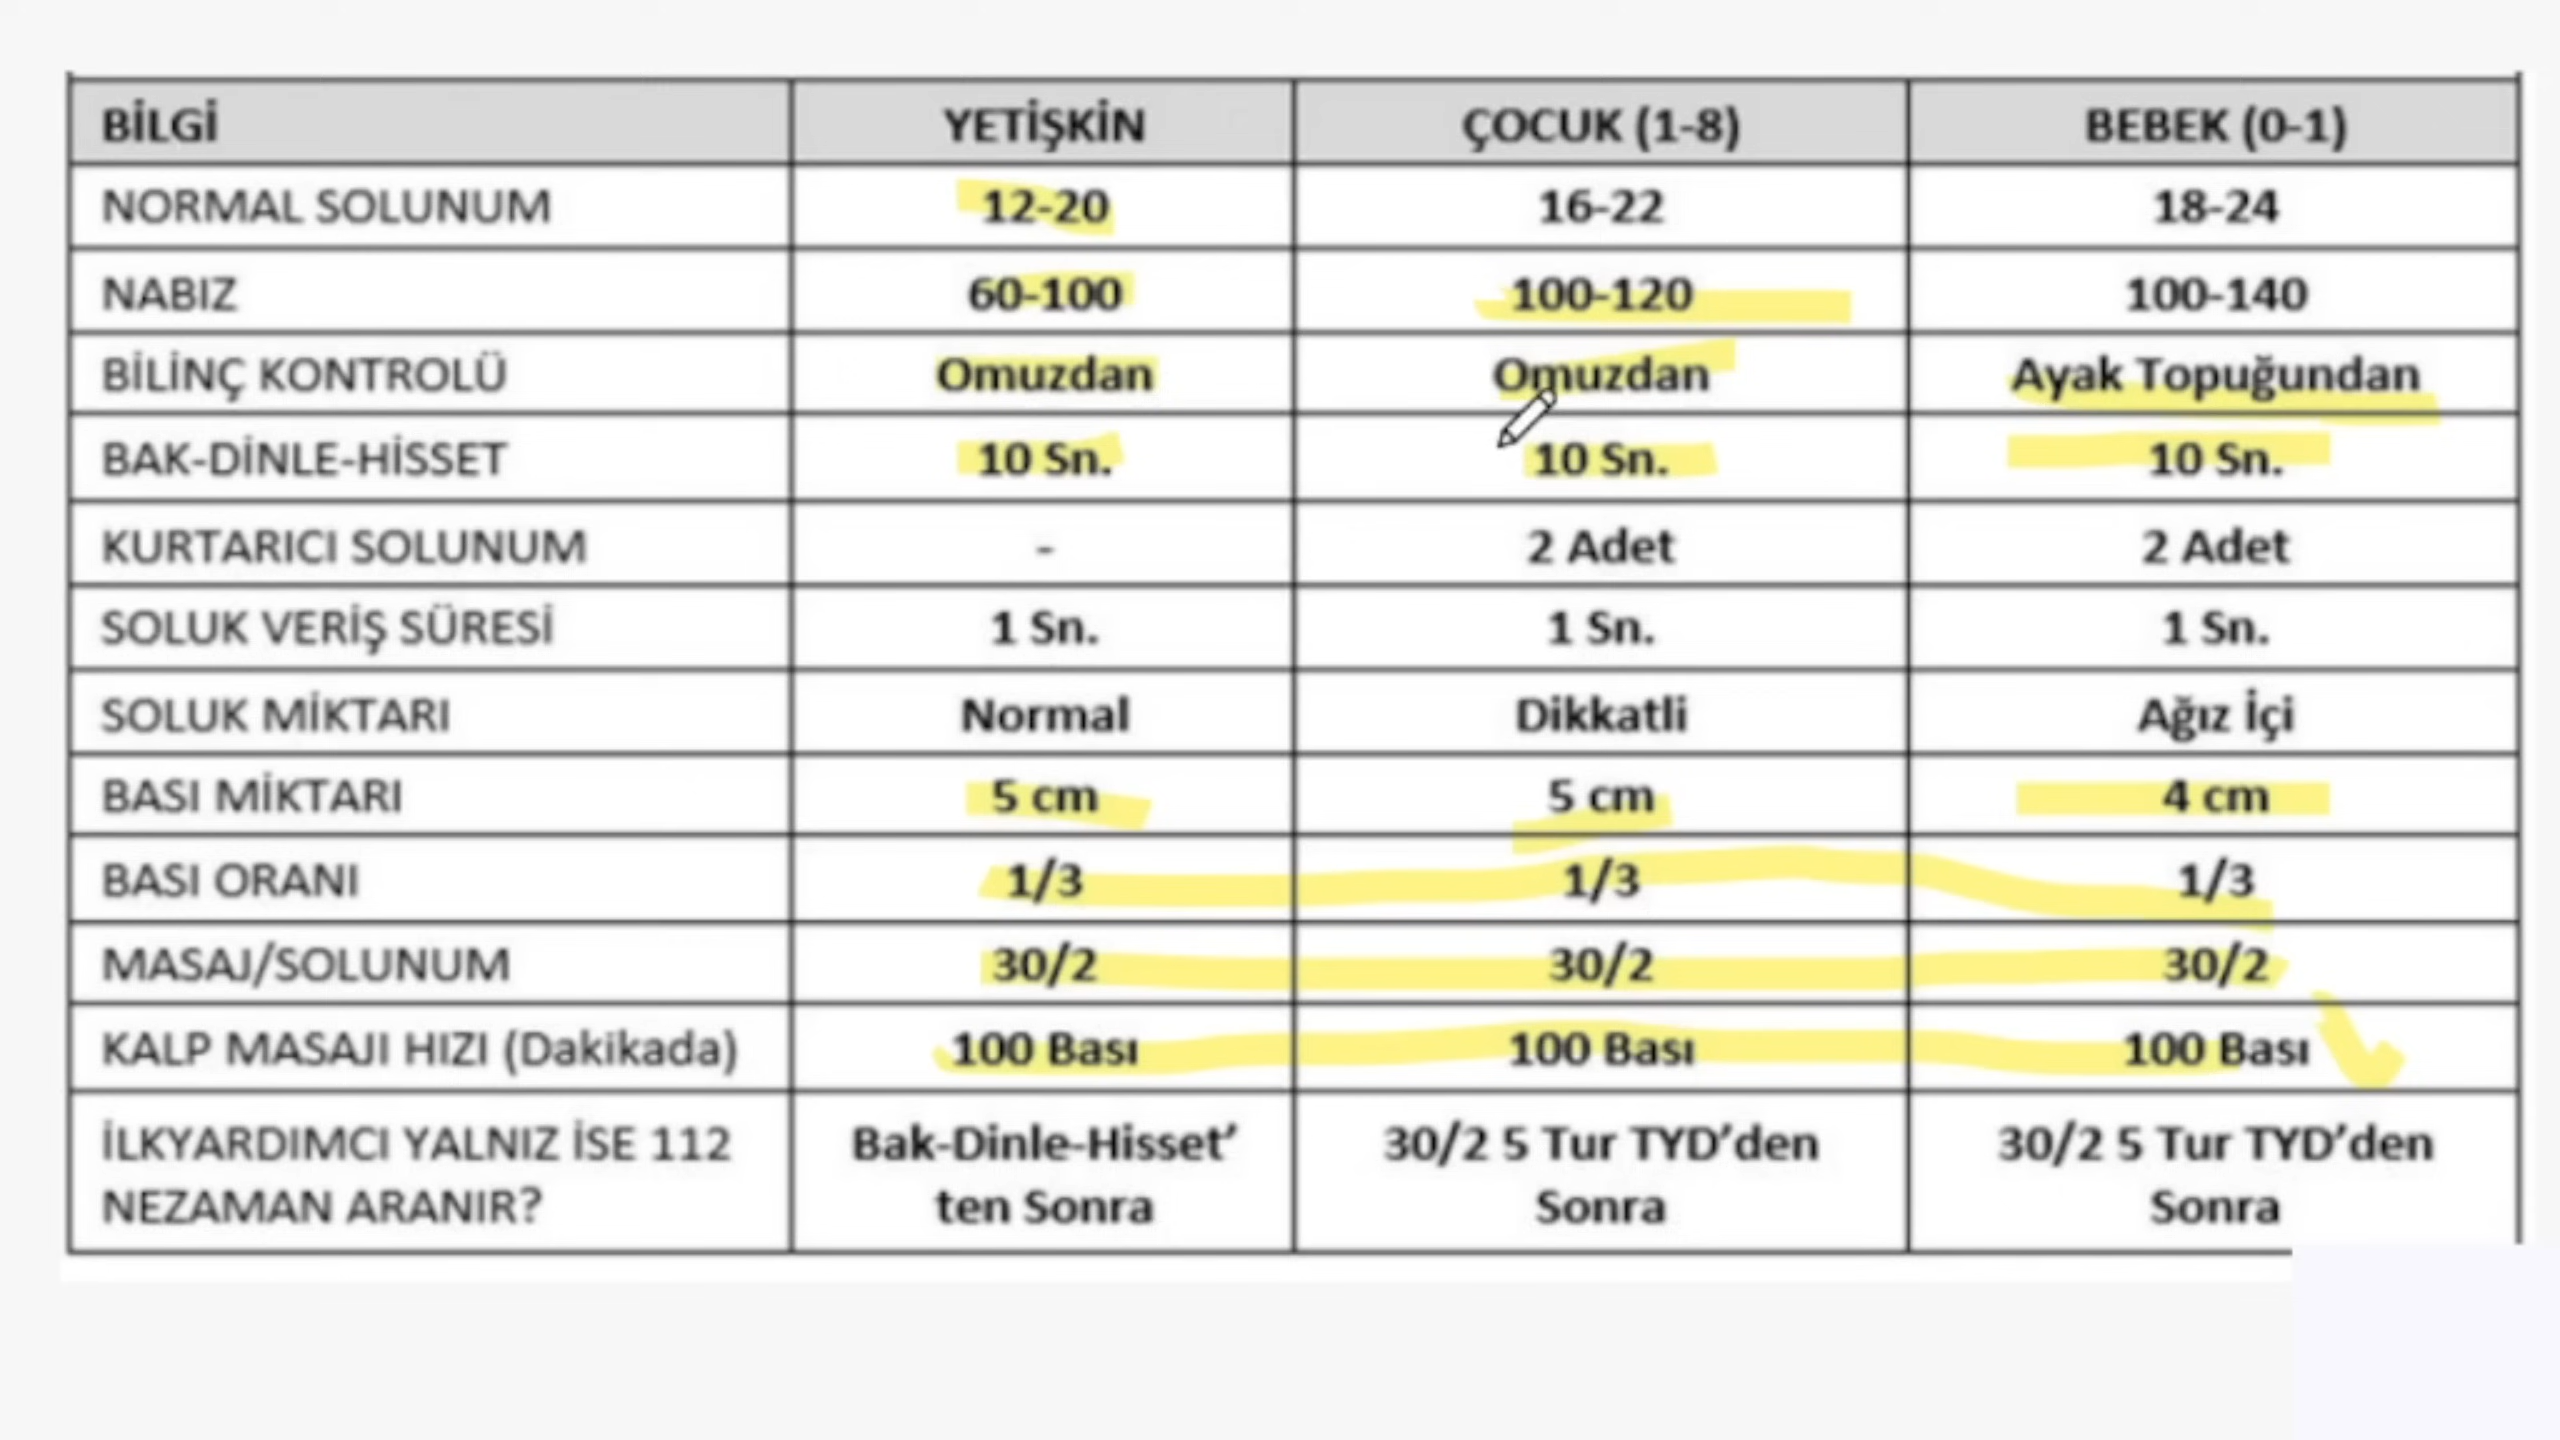 BİLGİ YETİŞKİN ÇOCUK (1-8) BEBEK (0-1)
NORMAL SOLUNUM 12-20 16-22 18-24
NABIZ 60-100 100-120 100-140
BİLİNÇ KONTROLÜ Omuzdan Omuzdan Ayak Topuğundan
BAK-DİNLE-HİSSET 10 Sn. 10 Sn. 10 Sn.
KURTARICI SOLUNUM - 2 Adet 2 Adet
SOLUK VERİŞ SÜRESİ 1 Sn. 1 Sn. 1 Sn.
SOLUK MİKTARI Normal Dikkatli Ağız İçi
BASI MİKTARI 5 cm 5 cm 4 cm
BASI ORANI 1/3 1/3 1/3
MASAJ/SOLUNUM 30/2 30/2 30/2
KALP MASAJI HIZI (Dakikada) 100 Bası 100 Bası 100 Bası
İLKYARDIMCI YALNIZ İSE 112 Bak-Dinle-Hisset’ 30/2 5 Tur TYD’den 30/2 5 Tur TYD’den
NEZAMAN ARANIR? ten Sonra Sonra Sonra